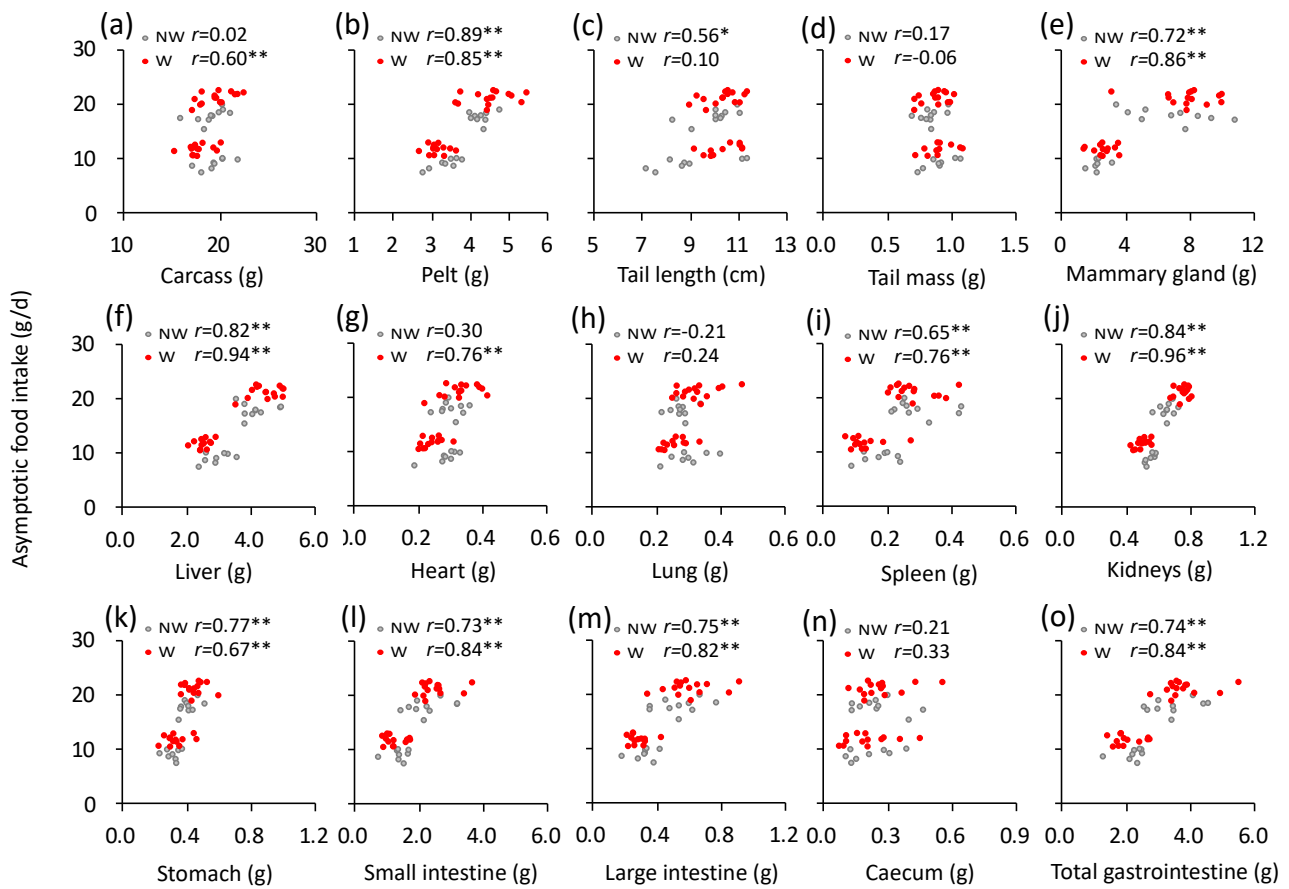 (a) (b) (c) (d) (e)
NW r=0.02 NW r=0.89** NW r=0.56* NW r=0.17 NW r=0.72**
W r=0.60** W r=0.85** W r=0.10 W r=-0.06 W r=0.86**
30
20
10
0
10 20 30 1 2 3 4 5 6 5 7 9 11 13 0.0 0.5 1.0 1.5 0 4 8 12
Carcass (g) Pelt (g) Tail length (cm) Tail mass (g) Mammary gland (g)
Asymptotic food intake (g/d)
(f) (g) (h) (i) (j)
NW r=0.82** NW r=0.30 NW r=-0.21 NW r=0.65** NW r=0.84**
W r=0.94** W r=0.76** W r=0.24 W r=0.76** W r=0.96**
30
20
10
0
0.0 2.0 4.0 6.0 0.0 0.2 0.4 0.6 0.0 0.2 0.4 0.6 0.0 0.2 0.4 0.6 0.0 0.4 0.8 1.2
Liver (g) Heart (g) Lung (g) Spleen (g) Kidneys (g)
(k) (l) (m) (n) (o)
NW r=0.77** NW r=0.73** NW r=0.75** NW r=0.21 NW r=0.74**
W r=0.67** W r=0.84** W r=0.82** W r=0.33 W r=0.84**
30
20
10
0
0.0 0.4 0.8 1.2 0.0 2.0 4.0 6.0 0.0 0.4 0.8 1.2 0.0 0.3 0.6 0.9 0.0 2.0 4.0 6.0
Stomach (g) Small intestine (g) Large intestine (g) Caecum (g) Total gastrointestine (g)